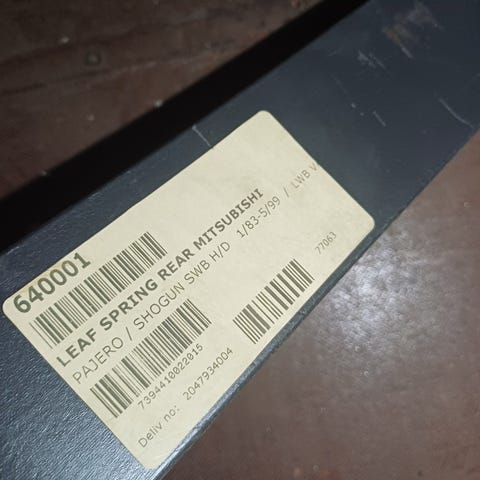 640001
LEAF SPRING REAR MITSUBISHI
PAJERO / SHOGUN SWB H/D 1/83-5/99 / LWB V
7394410022015
77063
Deliv no: 2047934004